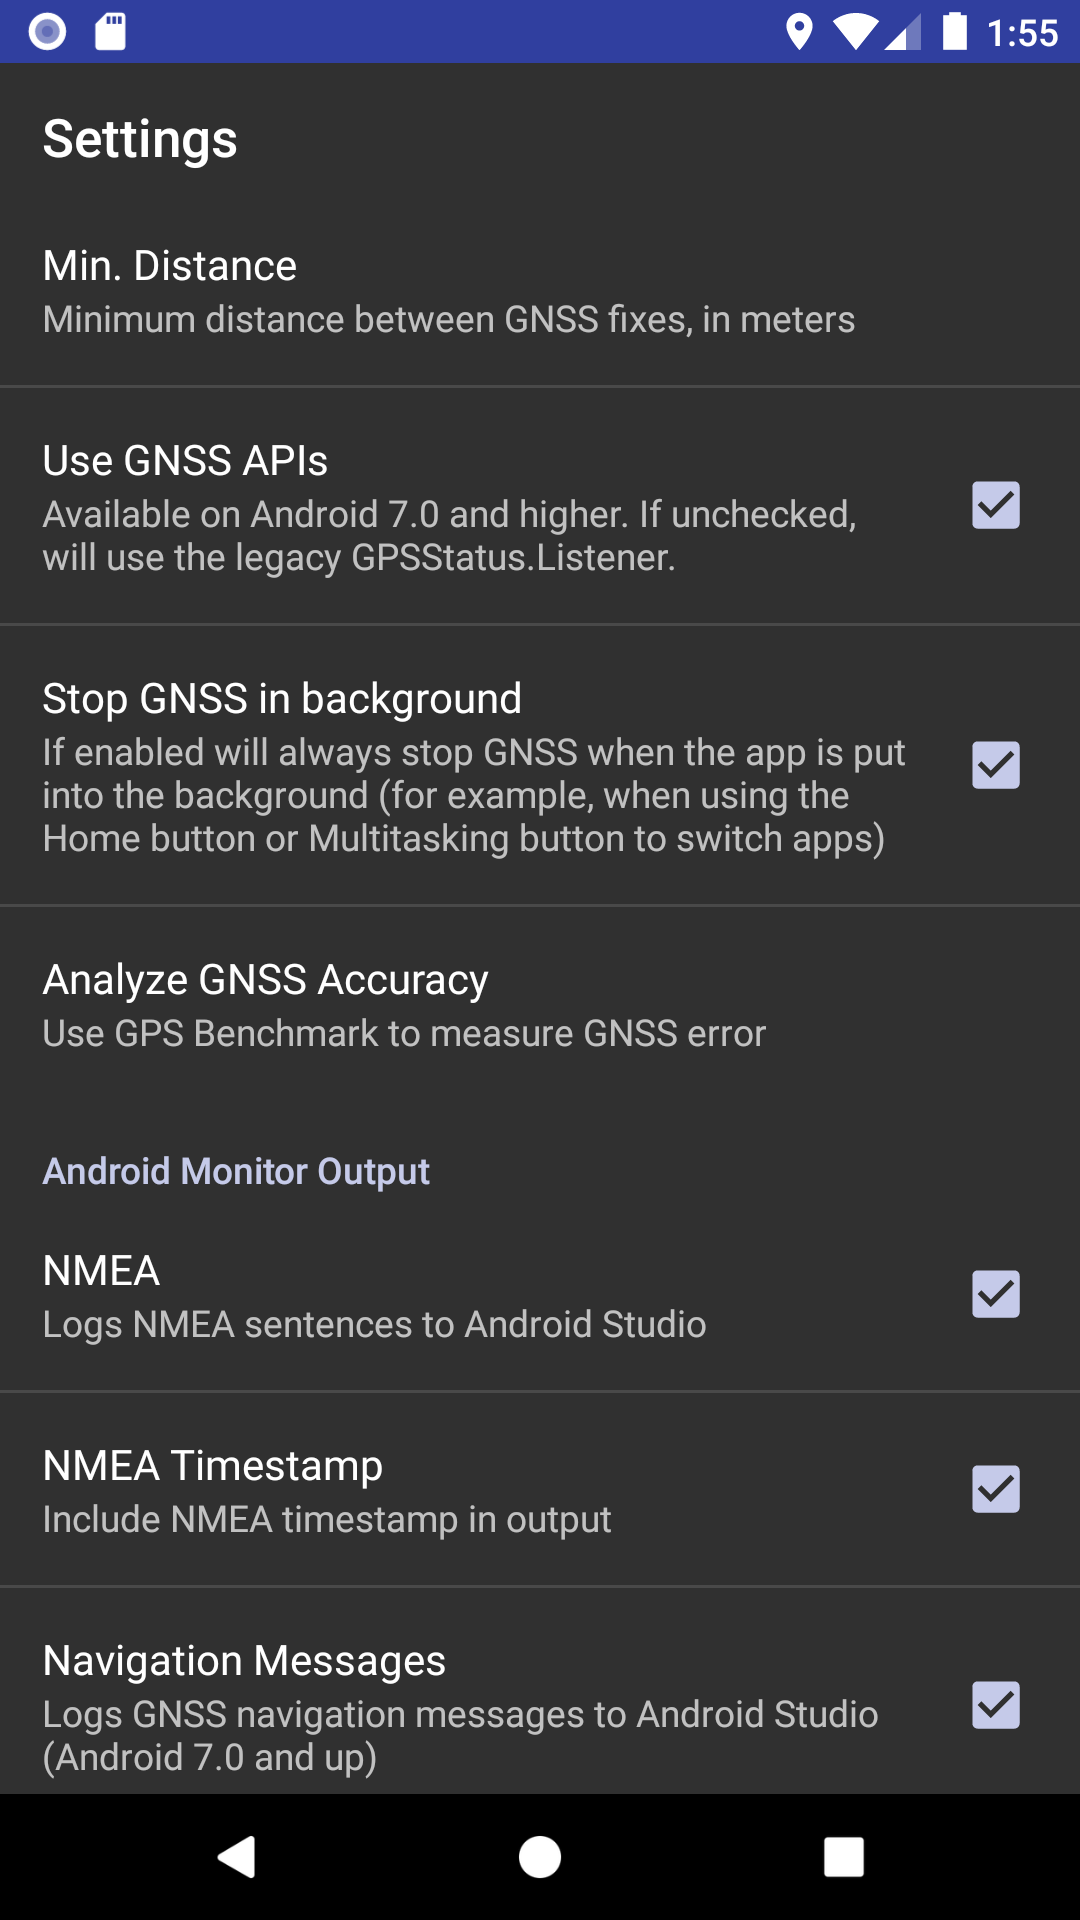 1:55
Settings
Min. Distance
Minimum distance between GNSS fixes, in meters
Use GNSS APIs
Available on Android 7.0 and higher. If unchecked,
will use the legacy GPSStatus.Listener.
Stop GNSS in background
If enabled will always stop GNSS when the app is put
into the background (for example, when using the
Home button or Multitasking button to switch apps)
Analyze GNSS Accuracy
Use GPS Benchmark to measure GNSS error
Android Monitor Output
NMEA
Logs NMEA sentences to Android Studio
NMEA Timestamp
Include NMEA timestamp in output
Navigation Messages
Logs GNSS navigation messages to Android Studio
(Android 7.0 and up)